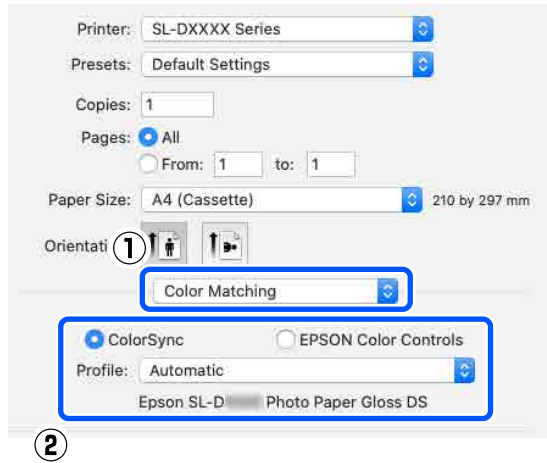 Printer: SL-DXXXX Series
Presets: Default Settings
Copies: 1
Pages: All
From: 1 to: 1
Paper Size: A4 (Cassette) 210 by 297 mm
Orientati
1
Color Matching
ColorSync EPSON Color Controls
Profile: Automatic
Epson SL-D Photo Paper Gloss DS
2